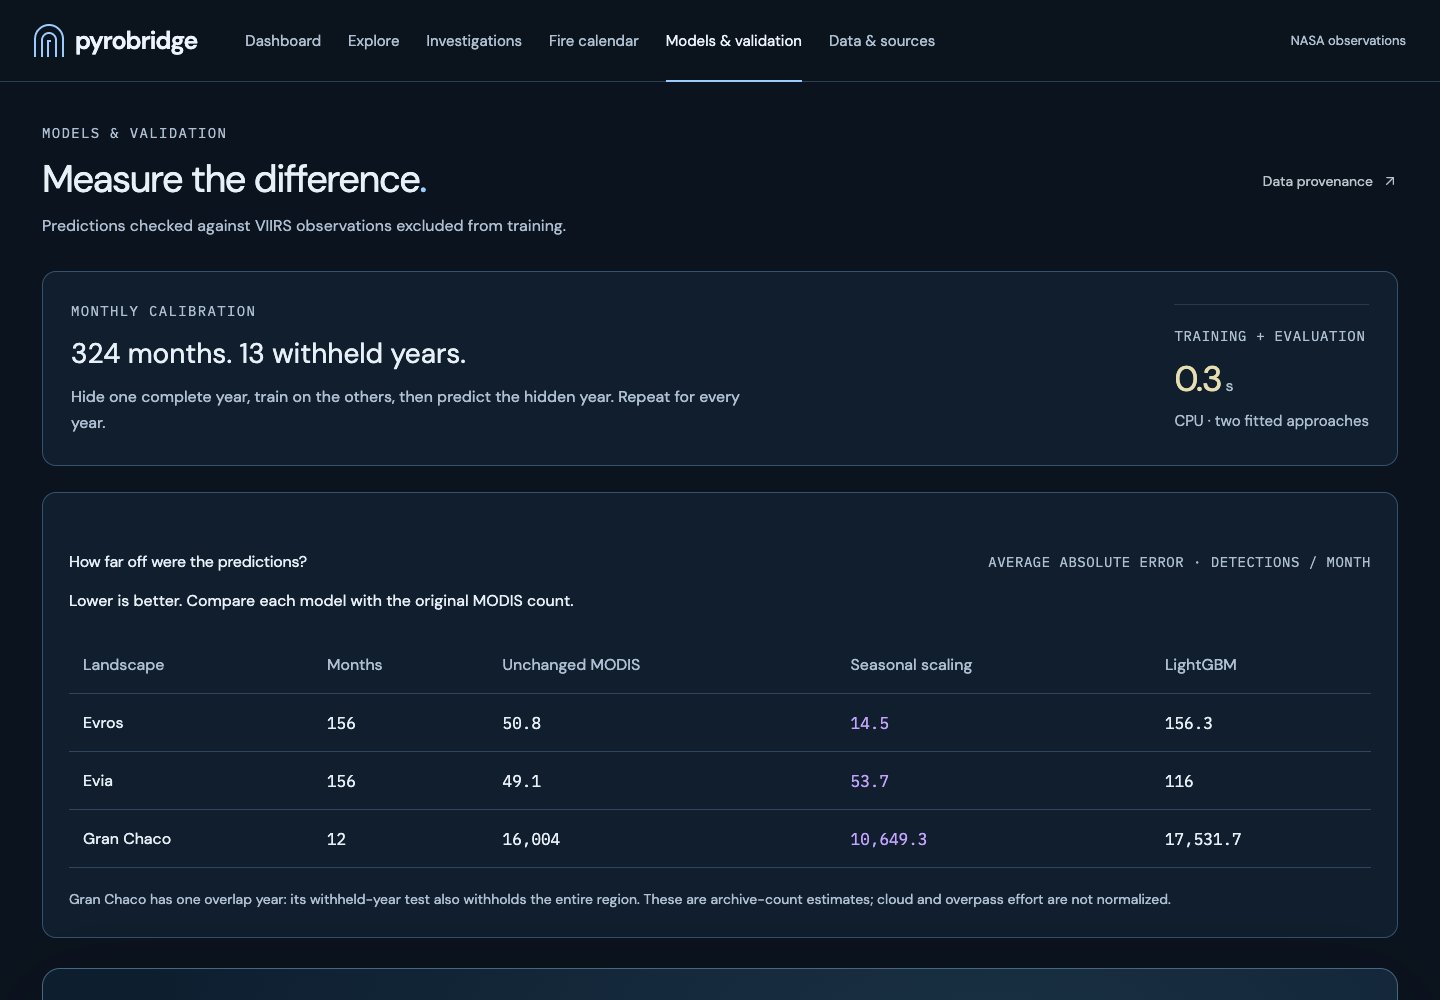 pyrobridge
Dashboard
Explore
Investigations
Fire calendar
Models & validation
Data & sources
NASA observations
MODELS & VALIDATION
Measure the difference.
Data provenance ↗
Predictions checked against VIIRS observations excluded from training.
MONTHLY CALIBRATION
324 months. 13 withheld years.
Hide one complete year, train on the others, then predict the hidden year. Repeat for every
year.
TRAINING + EVALUATION
0.3 s
CPU · two fitted approaches
How far off were the predictions?
AVERAGE ABSOLUTE ERROR · DETECTIONS / MONTH
Lower is better. Compare each model with the original MODIS count.
Landscape Months Unchanged MODIS Seasonal scaling LightGBM
Evros 156 50.8 14.5 156.3
Evia 156 49.1 53.7 116
Gran Chaco 12 16,004 10,649.3 17,531.7
Gran Chaco has one overlap year: its withheld-year test also withholds the entire region. These are archive-count estimates; cloud and overpass effort are not normalized.